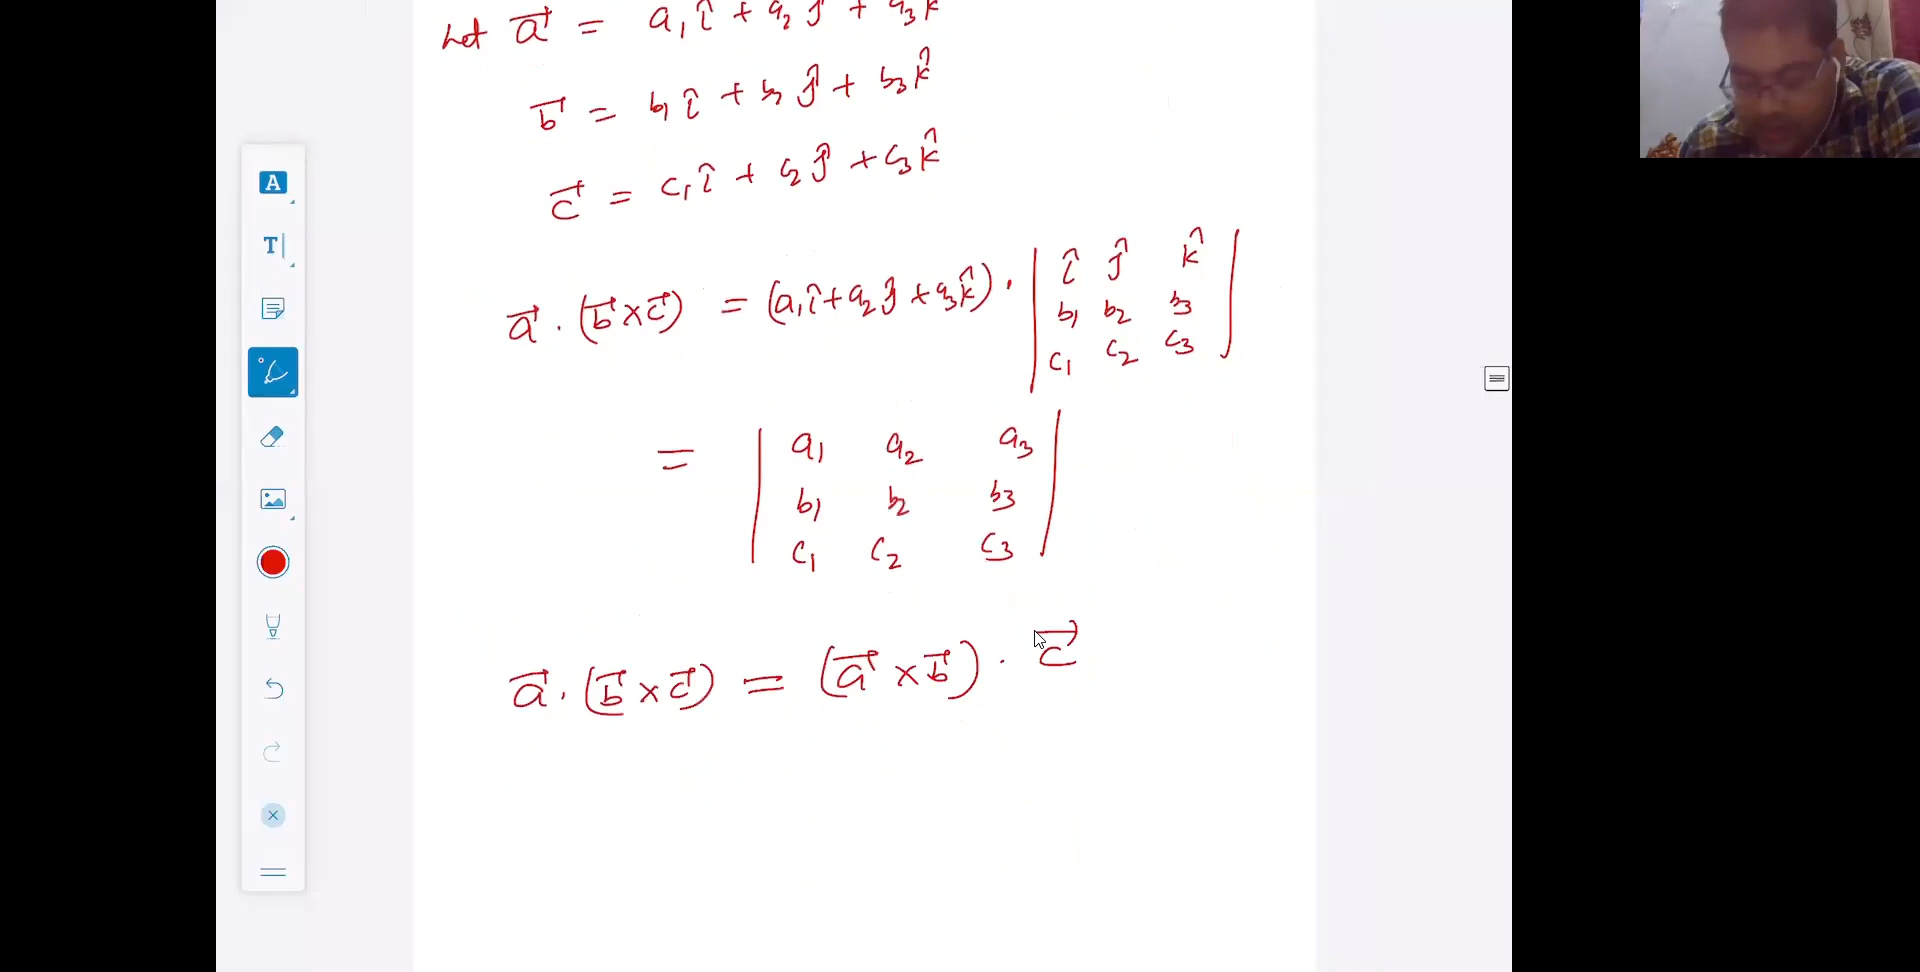 Let a⃗ = a₁î + a₂ĵ + a₃k̂
b⃗ = b₁î + b₂ĵ + b₃k̂
c⃗ = c₁î + c₂ĵ + c₃k̂
a⃗ . (b⃗ × c⃗) = (a₁î + a₂ĵ + a₃k̂) . | î ĵ k̂ |
| b₁ b₂ b₃ |
| c₁ c₂ c₃ |
= | a₁ a₂ a₃ |
| b₁ b₂ b₃ |
| c₁ c₂ c₃ |
a⃗ . (b⃗ × c⃗) = (a⃗ × b⃗) . c⃗
A
T